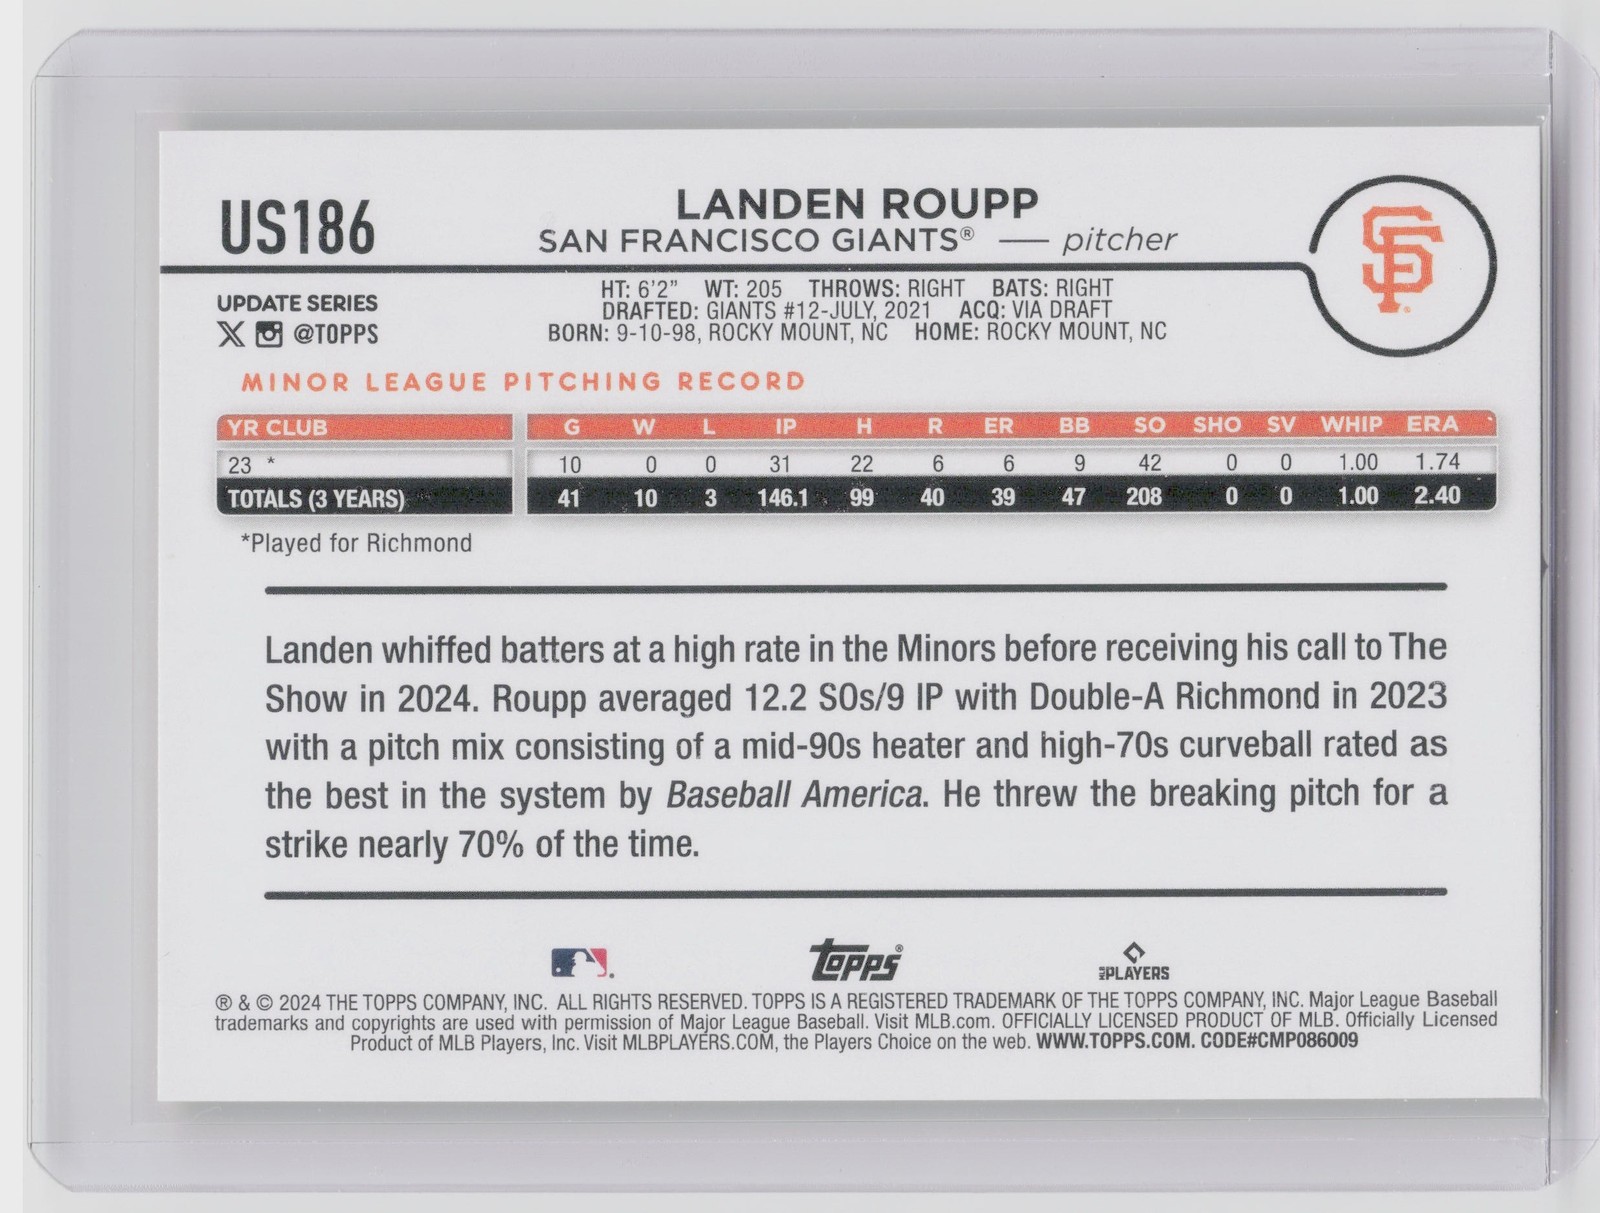 US186
LANDEN ROUPP
SAN FRANCISCO GIANTS® — pitcher
SF
UPDATE SERIES
@TOPPS
HT: 6'2" WT: 205 THROWS: RIGHT BATS: RIGHT
DRAFTED: GIANTS #12-JULY, 2021 ACQ: VIA DRAFT
BORN: 9-10-98, ROCKY MOUNT, NC HOME: ROCKY MOUNT, NC
MINOR LEAGUE PITCHING RECORD
YR CLUB G W L IP H R ER BB SO SHO SV WHIP ERA
23 * 10 0 0 31 22 6 6 9 42 0 0 1.00 1.74
TOTALS (3 YEARS) 41 10 3 146.1 99 40 39 47 208 0 0 1.00 2.40
*Played for Richmond
Landen whiffed batters at a high rate in the Minors before receiving his call to The
Show in 2024. Roupp averaged 12.2 SOs/9 IP with Double-A Richmond in 2023
with a pitch mix consisting of a mid-90s heater and high-70s curveball rated as
the best in the system by Baseball America. He threw the breaking pitch for a
strike nearly 70% of the time.
Topps®
MLB PLAYERS
® & © 2024 THE TOPPS COMPANY, INC. ALL RIGHTS RESERVED. TOPPS IS A REGISTERED TRADEMARK OF THE TOPPS COMPANY, INC. Major League Baseball
trademarks and copyrights are used with permission of Major League Baseball. Visit MLB.com. OFFICIALLY LICENSED PRODUCT OF MLB. Officially Licensed
Product of MLB Players, Inc. Visit MLBPLAYERS.COM, the Players Choice on the web. WWW.TOPPS.COM. CODE#CMP086009